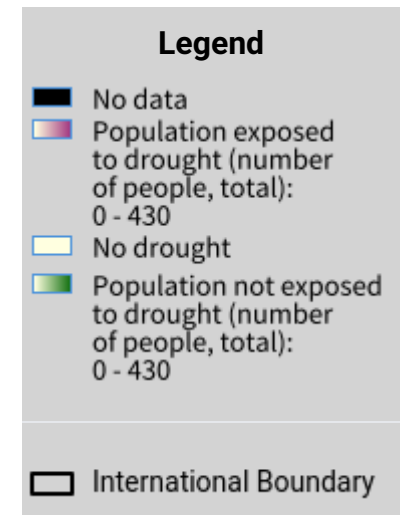 Legend
No data
Population exposed
to drought (number
of people, total):
0 - 430
No drought
Population not exposed
to drought (number
of people, total):
0 - 430
International Boundary